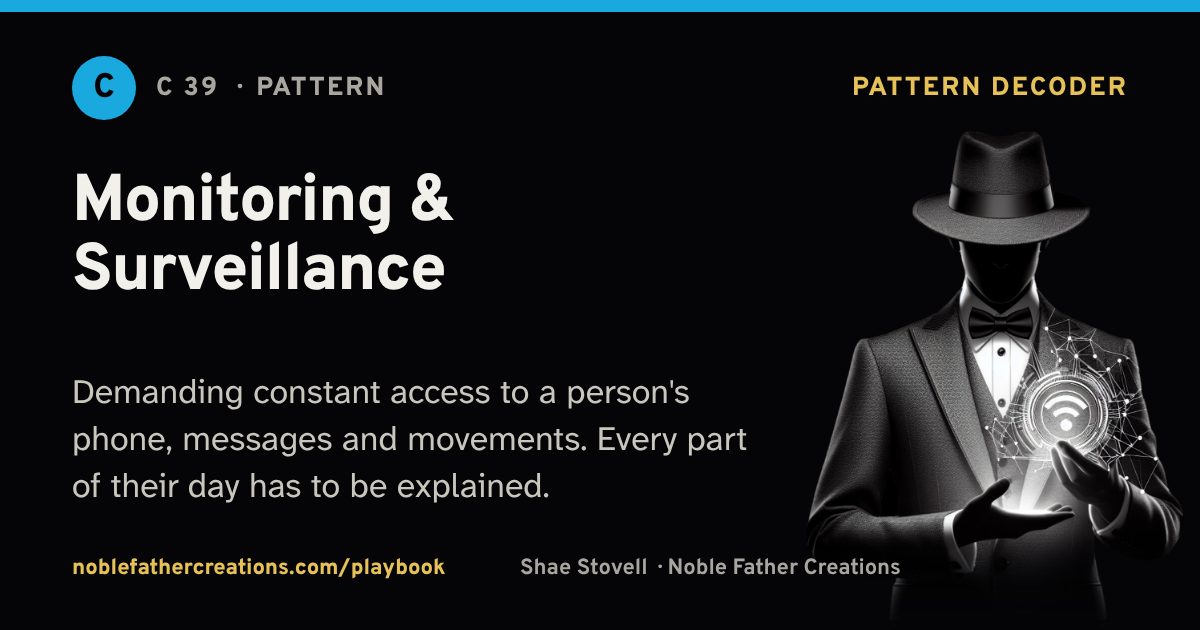 C
C 39 · PATTERN
PATTERN DECODER
Monitoring &
Surveillance
Demanding constant access to a person's
phone, messages and movements. Every part
of their day has to be explained.
noblefathercreations.com/playbook
Shae Stovell · Noble Father Creations